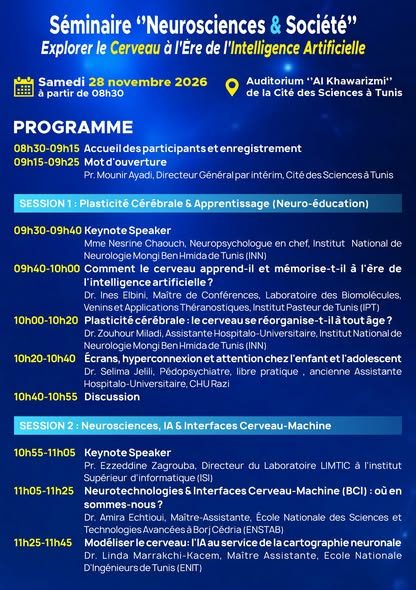 Séminaire ‘’Neurosciences & Société’’
Explorer le Cerveau à l'Ère de l'Intelligence Artificielle
Samedi 28 novembre 2026
à partir de 08h30
Auditorium ‘‘Al Khawarizmi‘‘
de la Cité des Sciences à Tunis
PROGRAMME
08h30-09h15 Accueil des participants et enregistrement
09h15-09h25 Mot d'ouverture
Pr. Mounir Ayadi, Directeur Général par intérim, Cité des Sciences à Tunis
SESSION 1 : Plasticité Cérébrale & Apprentissage (Neuro-éducation)
09h30-09h40 Keynote Speaker
Mme Nesrine Chaouch, Neuropsychologue en chef, Institut National de
Neurologie Mongi Ben Hmida de Tunis (INN)
09h40-10h00 Comment le cerveau apprend-il et mémorise-t-il à l'ère de
l'intelligence artificielle ?
Dr. Ines Elbini, Maître de Conférences, Laboratoire des Biomolécules,
Venins et Applications Théranostiques, Institut Pasteur de Tunis (IPT)
10h00-10h20 Plasticité cérébrale : le cerveau se réorganise-t-il à tout âge ?
Dr. Zouhour Miladi, Assistante Hospitalo-Universitaire, Institut National de
Neurologie Mongi Ben Hmida de Tunis (INN)
10h20-10h40 Écrans, hyperconnexion et attention chez l'enfant et l'adolescent
Dr. Selima Jelili, Pédopsychiatre, libre pratique , ancienne Assistante
Hospitalo-Universitaire, CHU Razi
10h40-10h55 Discussion
SESSION 2 : Neurosciences, IA & Interfaces Cerveau-Machine
10h55-11h05 Keynote Speaker
Pr. Ezzeddine Zagrouba, Directeur du Laboratoire LIMTIC à l'institut
Supérieur d'informatique (ISI)
11h05-11h25 Neurotechnologies & Interfaces Cerveau-Machine (BCI) : où en
sommes-nous ?
Dr. Amira Echtioui, Maître-Assistante, École Nationale des Sciences et
Technologies Avancées à Borj Cédria (ENSTAB)
11h25-11h45 Modéliser le cerveau: l'IA au service de la cartographie neuronale
Dr. Linda Marrakchi-Kacem, Maître Assistante, Ecole Nationale
D'Ingénieurs de Tunis (ENIT)